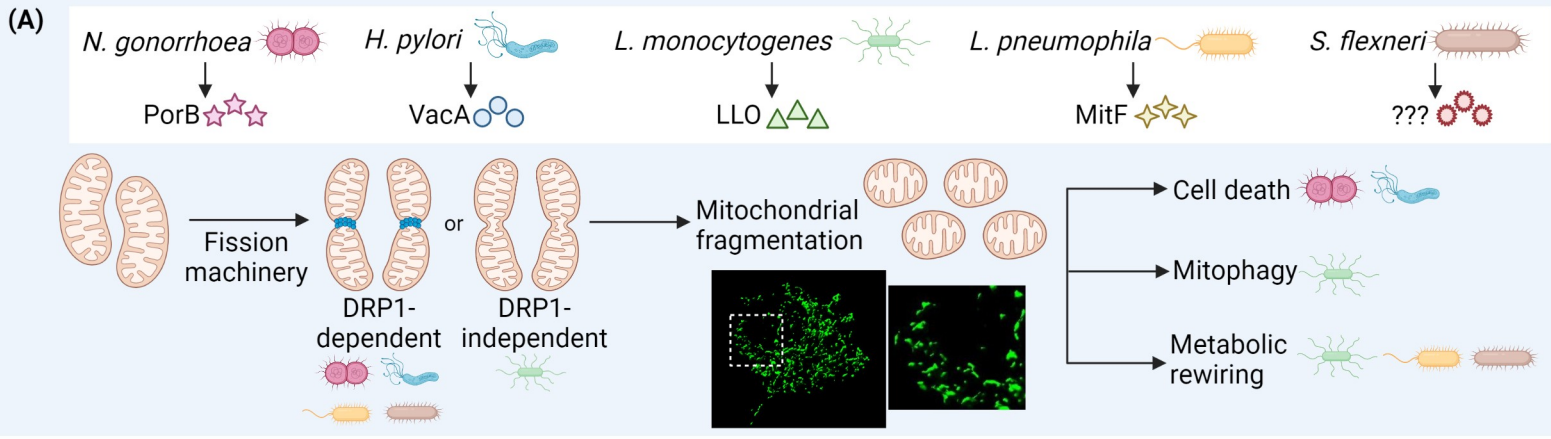 (A)
N. gonorrhoea
H. pylori
L. monocytogenes
L. pneumophila
S. flexneri
PorB
VacA
LLO
MitF
???
Fission
machinery
or
DRP1-
dependent
DRP1-
independent
Mitochondrial
fragmentation
Cell death
Mitophagy
Metabolic
rewiring